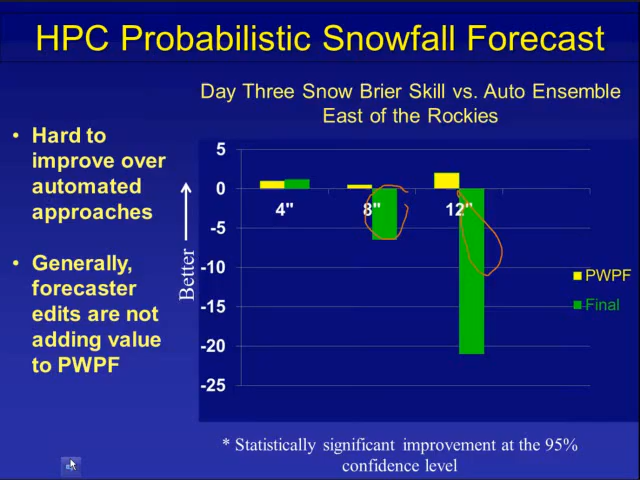 HPC Probabilistic Snowfall Forecast
Day Three Snow Brier Skill vs. Auto Ensemble
East of the Rockies
• Hard to
improve over
automated
approaches
• Generally,
forecaster
edits are not
adding value
to PWPF
Better
5
0
-5
-10
-15
-20
-25
4"
8"
12"
PWPF
Final
* Statistically significant improvement at the 95%
confidence level